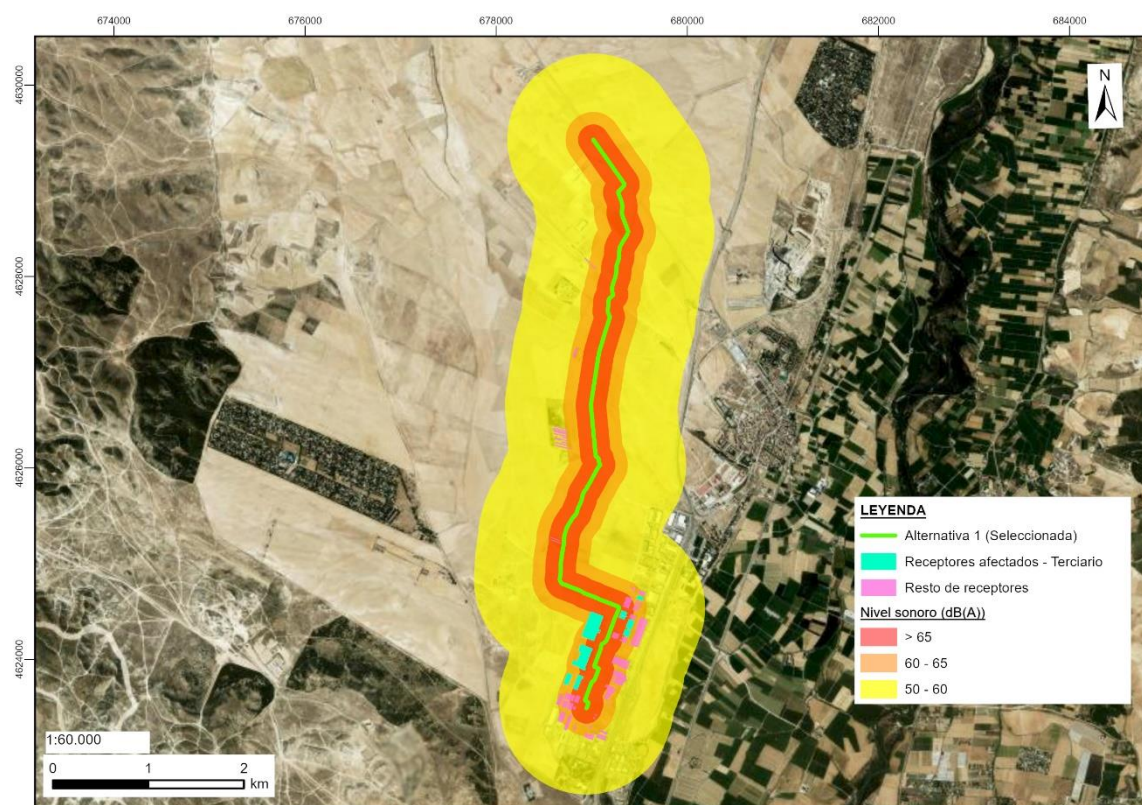 674000 676000 678000 680000 682000 684000
4630000
4628000
4626000
4624000
N
LEYENDA
Alternativa 1 (Seleccionada)
Receptores afectados - Terciario
Resto de receptores
Nivel sonoro (dB(A))
> 65
60 - 65
50 - 60
1:60.000
0 1 2
km